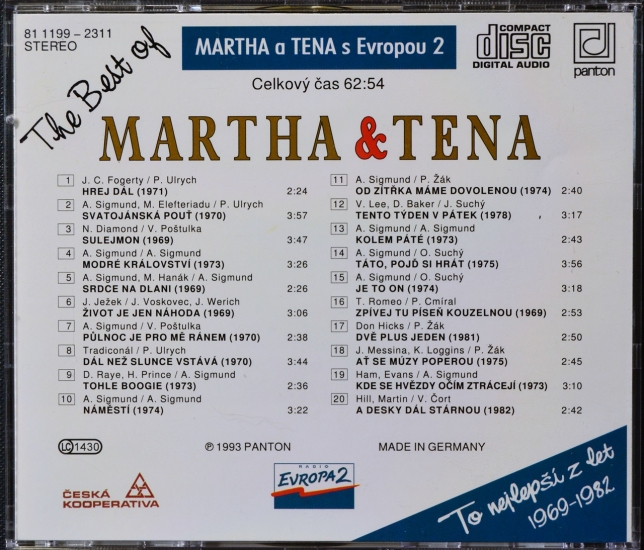 81 1199 – 2311
STEREO
The Best of
MARTHA a TENA s Evropou 2
COMPACT
disc
DIGITAL AUDIO
panton
Celkový čas 62:54
MARTHA & TENA
1 J. C. Fogerty / P. Ulrych
HREJ DÁL (1971) 2:24
2 A. Sigmund, M. Elefteriadu / P. Ulrych
SVATOJÁNSKÁ POUŤ (1970) 3:57
3 N. Diamond / V. Poštulka
SULEJMON (1969) 3:47
4 A. Sigmund / A. Sigmund
MODRÉ KRÁLOVSTVÍ (1973) 3:26
5 A. Sigmund, M. Hanák / A. Sigmund
SRDCE NA DLANI (1969) 2:26
6 J. Ježek / J. Voskovec, J. Werich
ŽIVOT JE JEN NÁHODA (1969) 3:06
7 A. Sigmund / V. Poštulka
PŮLNOC JE PRO MĚ RÁNEM (1970) 2:38
8 Tradiconál / P. Ulrych
DÁL NEŽ SLUNCE VSTÁVÁ (1970) 3:44
9 D. Raye, H. Prince / A. Sigmund
TOHLE BOOGIE (1973) 2:36
10 A. Sigmund / A. Sigmund
NÁMĚSTÍ (1974) 3:22
11 A. Sigmund / P. Žák
OD ZÍTŘKA MÁME DOVOLENOU (1974) 2:40
12 V. Lee, D. Baker / J. Suchý
TENTO TÝDEN V PÁTEK (1978) 3:17
13 A. Sigmund / A. Sigmund
KOLEM PÁTÉ (1973) 2:43
14 A. Sigmund / O. Suchý
TÁTO, POJĎ SI HRÁT (1975) 3:56
15 A. Sigmund / O. Suchý
JE TO ON (1974) 3:18
16 T. Romeo / P. Cmíral
ZPÍVEJ TU PÍSEŇ KOUZELNOU (1969) 2:53
17 Don Hicks / P. Žák
DVĚ PLUS JEDEN (1981) 2:50
18 J. Messina, K. Loggins / P. Žák
AŤ SE MÚZY POPEROU (1975) 2:45
19 Ham, Evans / A. Sigmund
KDE SE HVĚZDY OČÍM ZTRÁCEJÍ (1973) 3:10
20 Hill, Martin / V. Čort
A DESKY DÁL STÁRNOU (1982) 2:42
LC 1430
℗ 1993 PANTON
MADE IN GERMANY
ČESKÁ
KOOPERATIVA
RADIO
EVROPA 2
To nejlepší z let
1969-1982